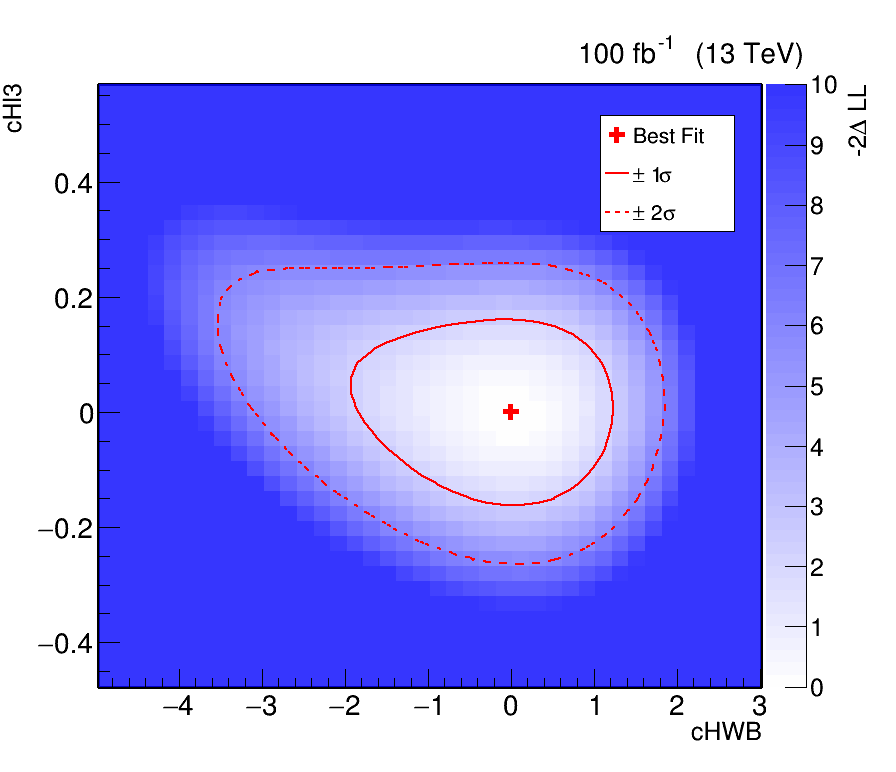 100 fb⁻¹ (13 TeV)
cHl3
Best Fit
± 1σ
± 2σ
0.4
0.2
0
−0.2
−0.4
−4 −3 −2 −1 0 1 2 3
cHWB
10
9
8
7
6
5
4
3
2
1
0
-2Δ LL